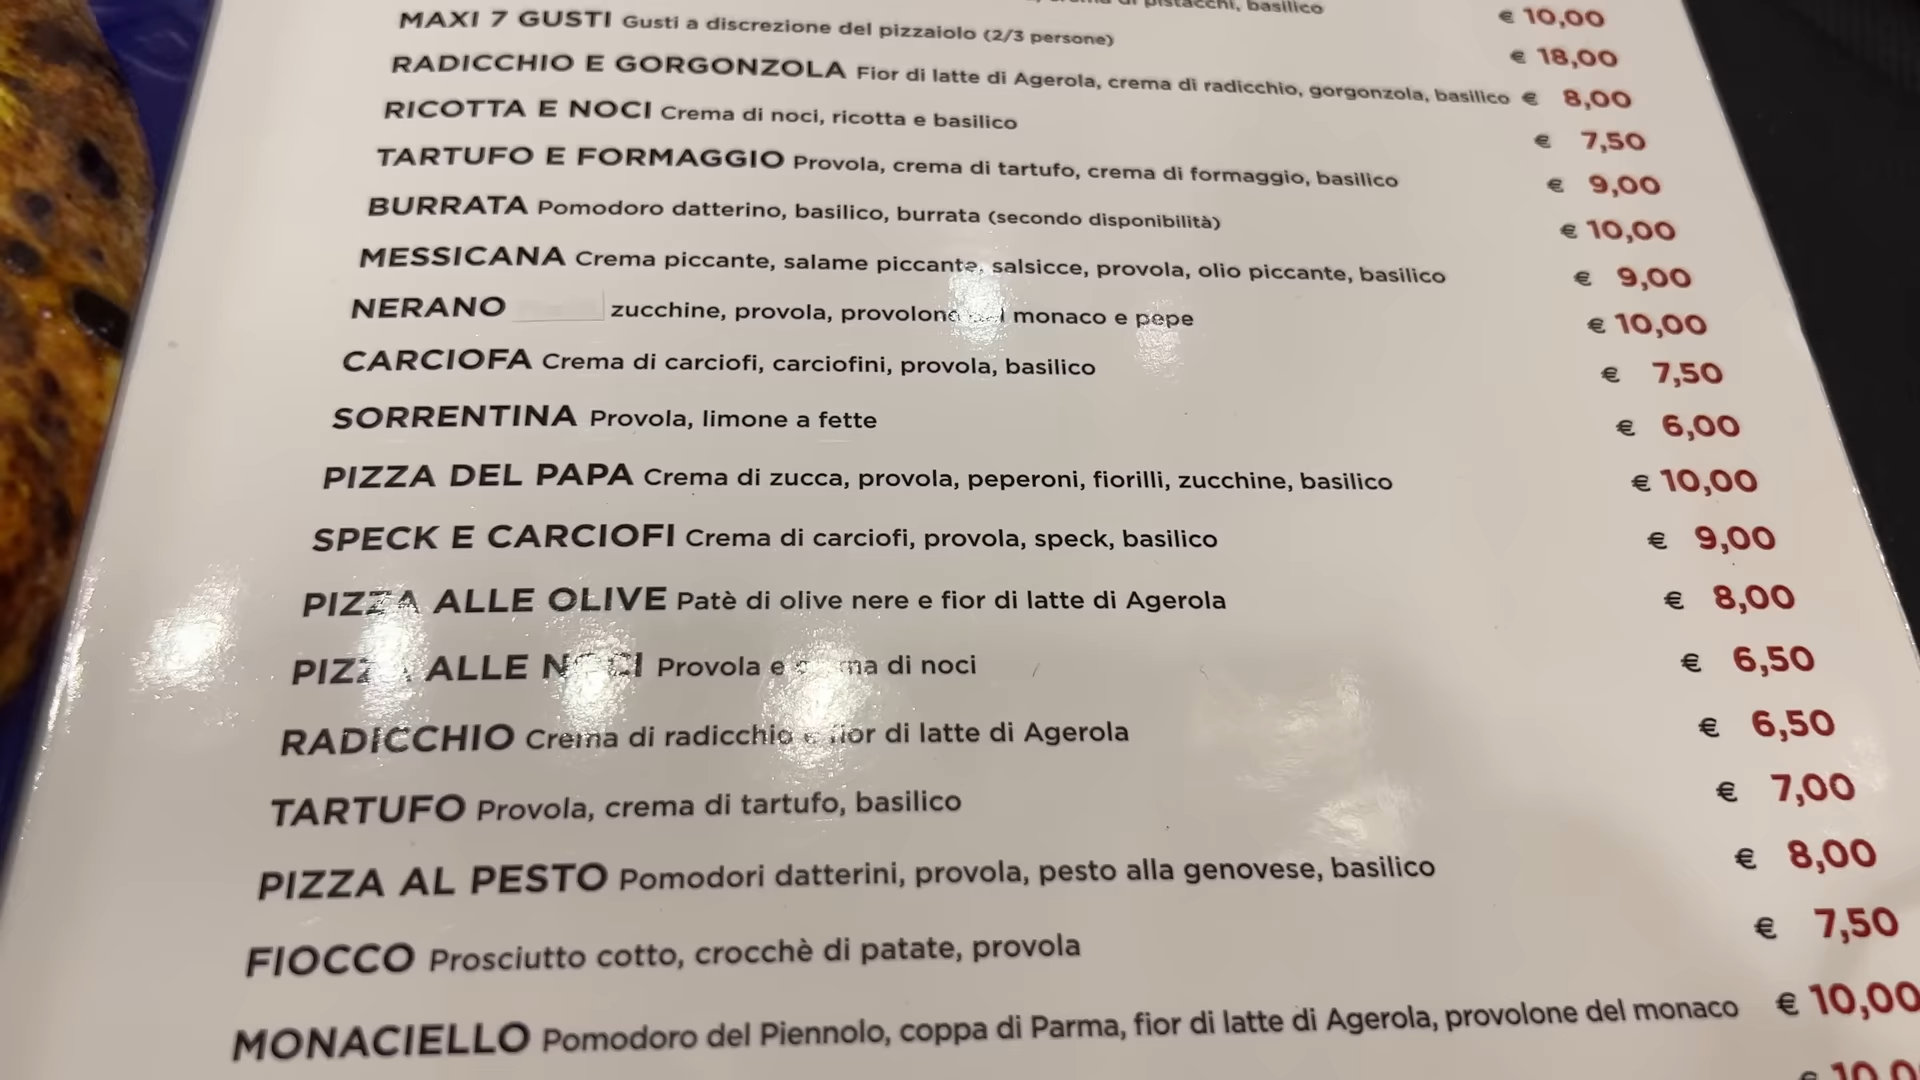 pistacchi, basilico € 10,00
MAXI 7 GUSTI Gusti a discrezione del pizzaiolo (2/3 persone) € 18,00
RADICCHIO E GORGONZOLA Fior di latte di Agerola, crema di radicchio, gorgonzola, basilico € 8,00
RICOTTA E NOCI Crema di noci, ricotta e basilico € 7,50
TARTUFO E FORMAGGIO Provola, crema di tartufo, crema di formaggio, basilico € 9,00
BURRATA Pomodoro datterino, basilico, burrata (secondo disponibilità) € 10,00
MESSICANA Crema piccante, salame piccante, salsicce, provola, olio piccante, basilico € 9,00
NERANO zucchine, provola, provolone del monaco e pepe € 10,00
CARCIOFA Crema di carciofi, carciofini, provola, basilico € 7,50
SORRENTINA Provola, limone a fette € 6,00
PIZZA DEL PAPA Crema di zucca, provola, peperoni, fiorilli, zucchine, basilico € 10,00
SPECK E CARCIOFI Crema di carciofi, provola, speck, basilico € 9,00
PIZZA ALLE OLIVE Patè di olive nere e fior di latte di Agerola € 8,00
PIZZA ALLE NOCI Provola e crema di noci € 6,50
RADICCHIO Crema di radicchio e fior di latte di Agerola € 6,50
TARTUFO Provola, crema di tartufo, basilico € 7,00
PIZZA AL PESTO Pomodori datterini, provola, pesto alla genovese, basilico € 8,00
FIOCCO Prosciutto cotto, crocchè di patate, provola € 7,50
MONACIELLO Pomodoro del Piennolo, coppa di Parma, fior di latte di Agerola, provolone del monaco € 10,00